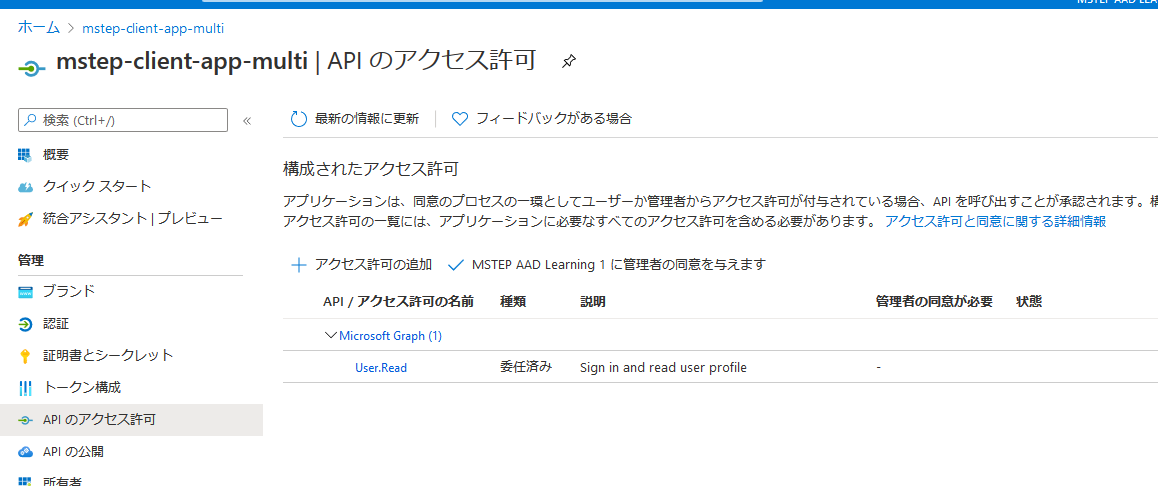 MSTEP AAD LEA
ホーム > mstep-client-app-multi
mstep-client-app-multi | API のアクセス許可
検索 (Ctrl+/)
«
最新の情報に更新
フィードバックがある場合
概要
クイック スタート
統合アシスタント | プレビュー
管理
ブランド
認証
証明書とシークレット
トークン構成
API のアクセス許可
API の公開
所有者
構成されたアクセス許可
アプリケーションは、同意のプロセスの一環としてユーザーか管理者からアクセス許可が付与されている場合、API を呼び出すことが承認されます。構
アクセス許可の一覧には、アプリケーションに必要なすべてのアクセス許可を含める必要があります。 アクセス許可と同意に関する詳細情報
アクセス許可の追加
MSTEP AAD Learning 1 に管理者の同意を与えます
API / アクセス許可の名前 種類 説明 管理者の同意が必要 状態
Microsoft Graph (1)
User.Read 委任済み Sign in and read user profile -